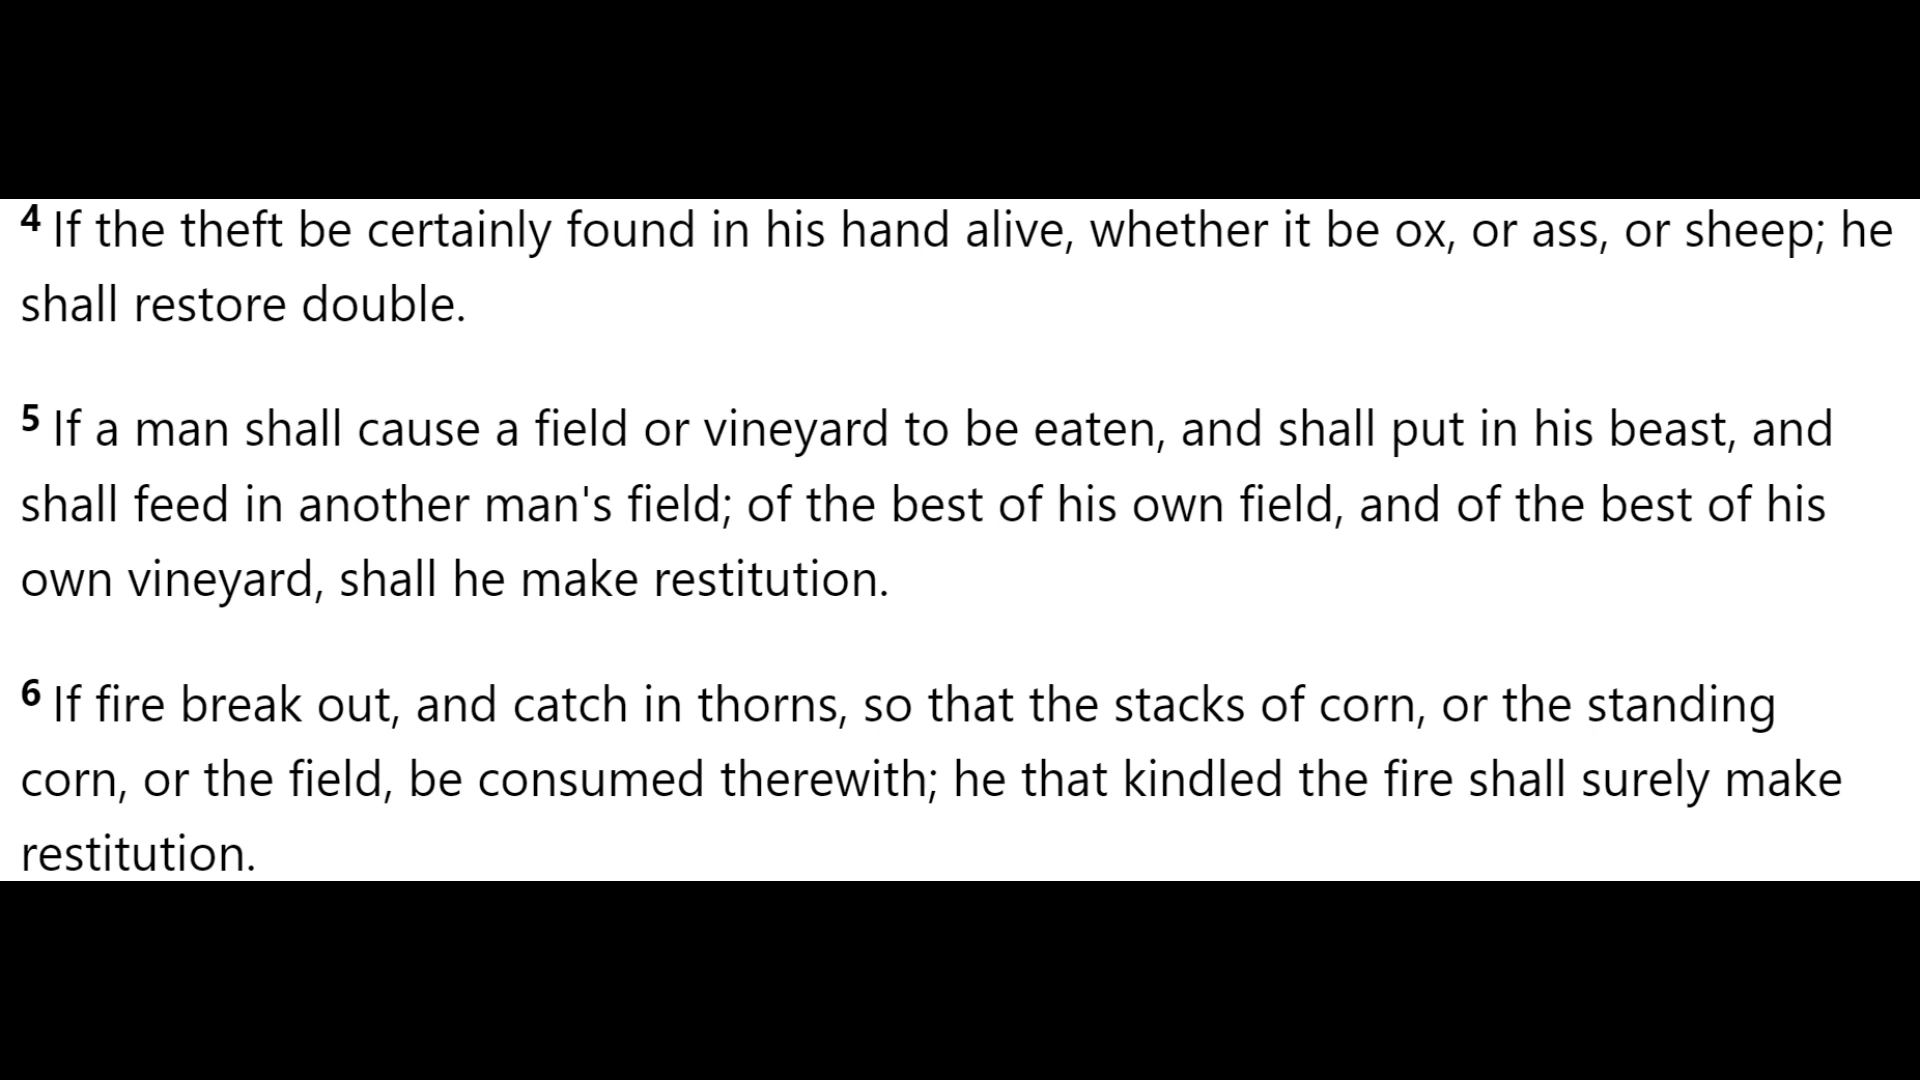 4 If the theft be certainly found in his hand alive, whether it be ox, or ass, or sheep; he
shall restore double.
5 If a man shall cause a field or vineyard to be eaten, and shall put in his beast, and
shall feed in another man's field; of the best of his own field, and of the best of his
own vineyard, shall he make restitution.
6 If fire break out, and catch in thorns, so that the stacks of corn, or the standing
corn, or the field, be consumed therewith; he that kindled the fire shall surely make
restitution.